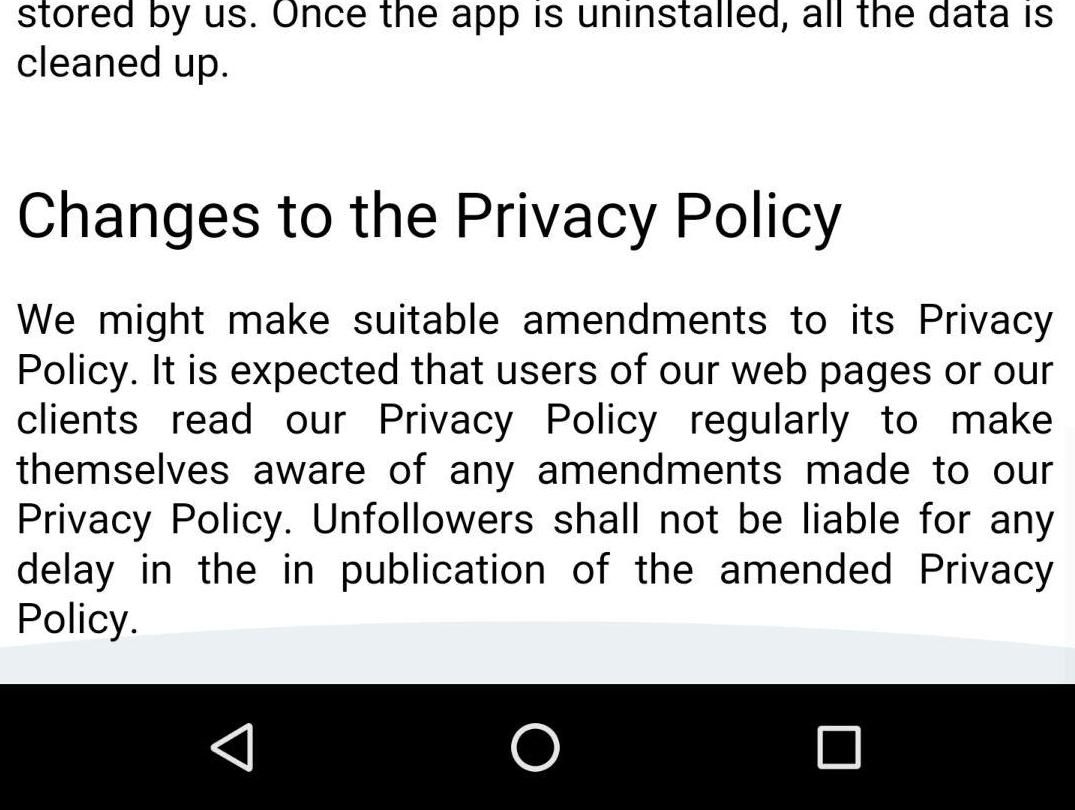 stored by us. Once the app is uninstalled, all the data is
cleaned up.
Changes to the Privacy Policy
We might make suitable amendments to its Privacy
Policy. It is expected that users of our web pages or our
clients read our Privacy Policy regularly to make
themselves aware of any amendments made to our
Privacy Policy. Unfollowers shall not be liable for any
delay in the in publication of the amended Privacy
Policy.